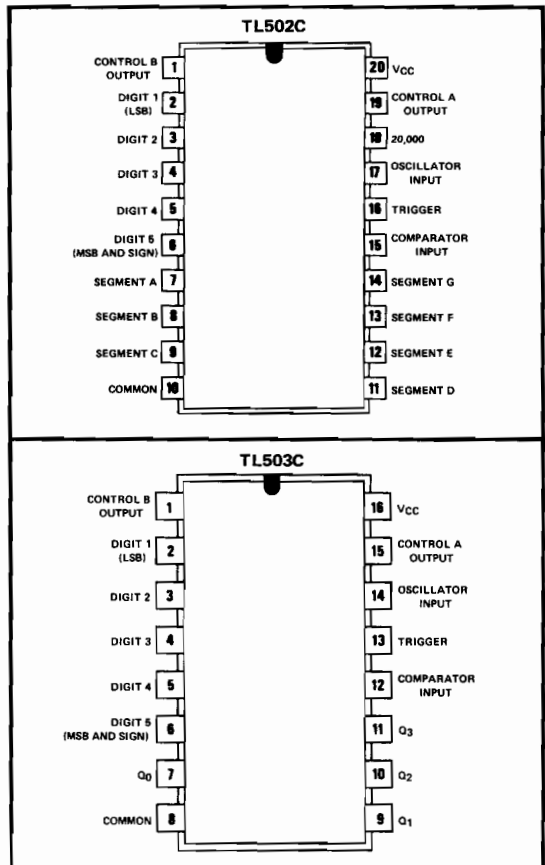 TL502C
CONTROL B
OUTPUT
1
20
VCC
DIGIT 1
(LSB)
2
19
CONTROL A
OUTPUT
DIGIT 2
3
18
20,000
DIGIT 3
4
17
OSCILLATOR
INPUT
DIGIT 4
5
16
TRIGGER
DIGIT 5
(MSB AND SIGN)
6
15
COMPARATOR
INPUT
SEGMENT A
7
14
SEGMENT G
SEGMENT B
8
13
SEGMENT F
SEGMENT C
9
12
SEGMENT E
COMMON
10
11
SEGMENT D
TL503C
CONTROL B
OUTPUT
1
16
VCC
DIGIT 1
(LSB)
2
15
CONTROL A
OUTPUT
DIGIT 2
3
14
OSCILLATOR
INPUT
DIGIT 3
4
13
TRIGGER
DIGIT 4
5
12
COMPARATOR
INPUT
DIGIT 5
(MSB AND SIGN)
6
11
Q3
Q0
7
10
Q2
COMMON
8
9
Q1